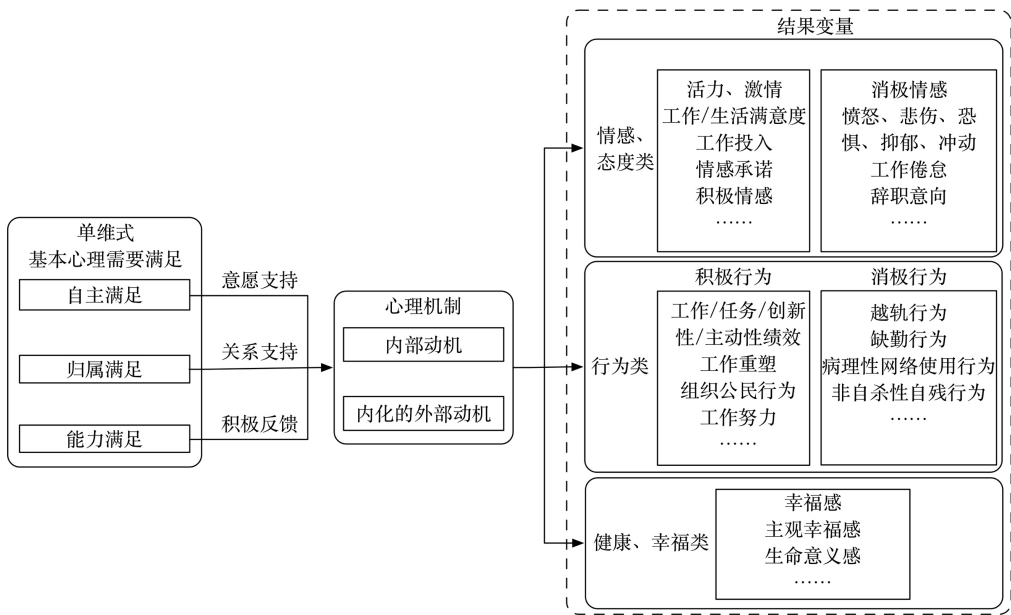 单维式
基本心理需要满足
自主满足
归属满足
能力满足
意愿支持
关系支持
积极反馈
心理机制
内部动机
内化的外部动机
结果变量
情感、
态度类
活力、激情
工作/生活满意度
工作投入
情感承诺
积极情感
……
消极情感
愤怒、悲伤、恐
惧、抑郁、冲动
工作倦怠
辞职意向
……
行为类
积极行为
工作/任务/创新
性/主动性绩效
工作重塑
组织公民行为
工作努力
……
消极行为
越轨行为
缺勤行为
病理性网络使用行为
非自杀性自残行为
……
健康、幸福类
幸福感
主观幸福感
生命意义感
……